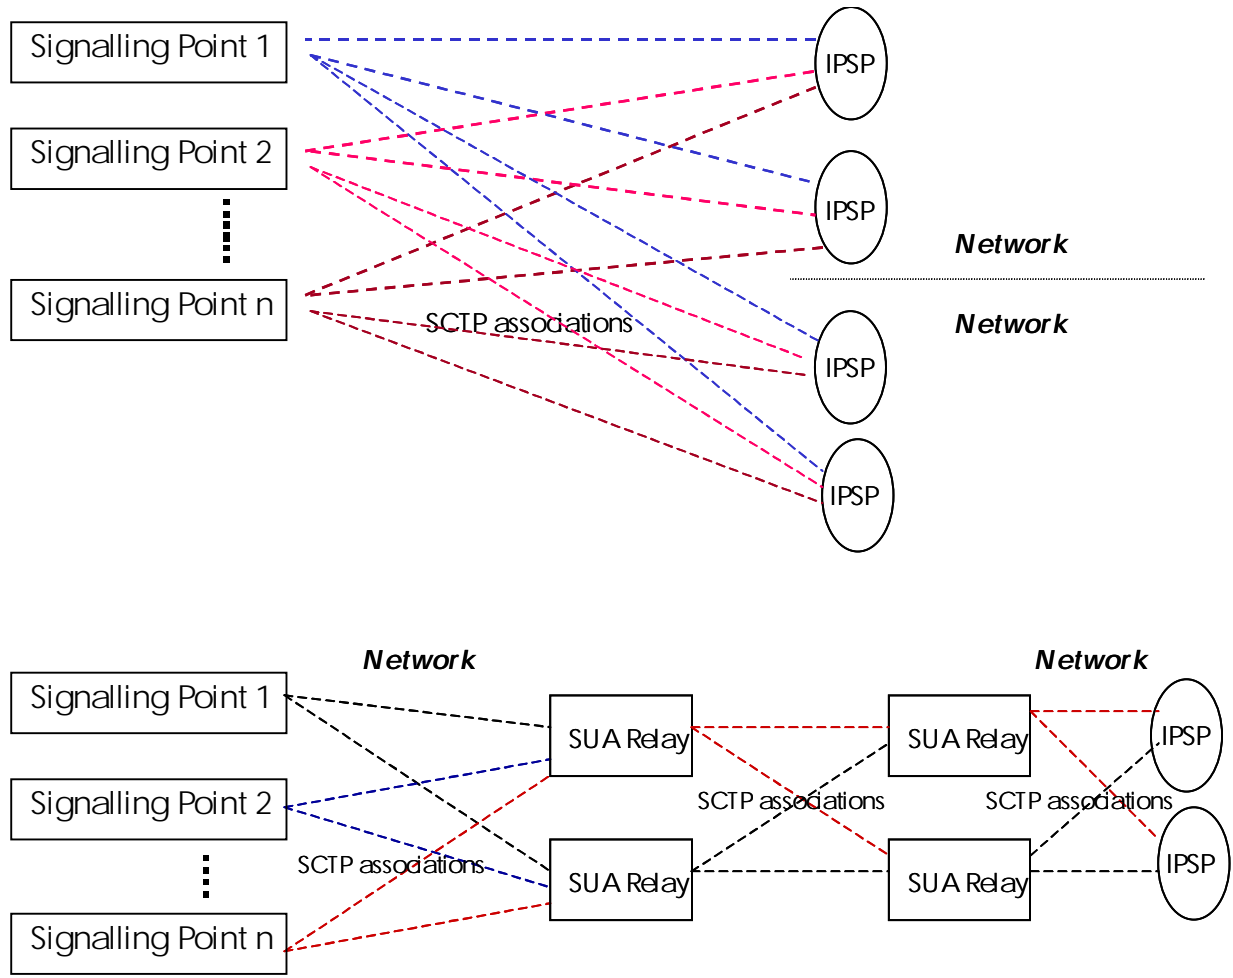 Signalling Point 1
IPSP
Signalling Point 2
IPSP
Network
Signalling Point n
SCTP associations
Network
IPSP
IPSP
Network
Network
Signalling Point 1
SUA Relay
SUA Relay
IPSP
Signalling Point 2
SCTP associations
SCTP associations
SCTP associations
SUA Relay
SUA Relay
IPSP
Signalling Point n